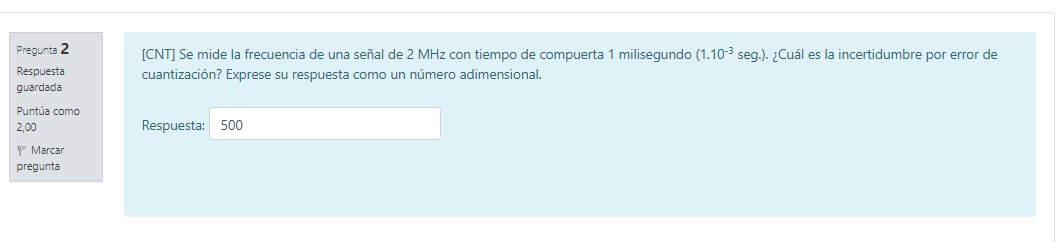 Pregunta 2
Respuesta
guardada
Puntúa como
2,00
Marcar
pregunta
[CNT] Se mide la frecuencia de una señal de 2 MHz con tiempo de compuerta 1 milisegundo (1.10⁻³ seg.). ¿Cuál es la incertidumbre por error de
cuantización? Exprese su respuesta como un número adimensional.
Respuesta: 500